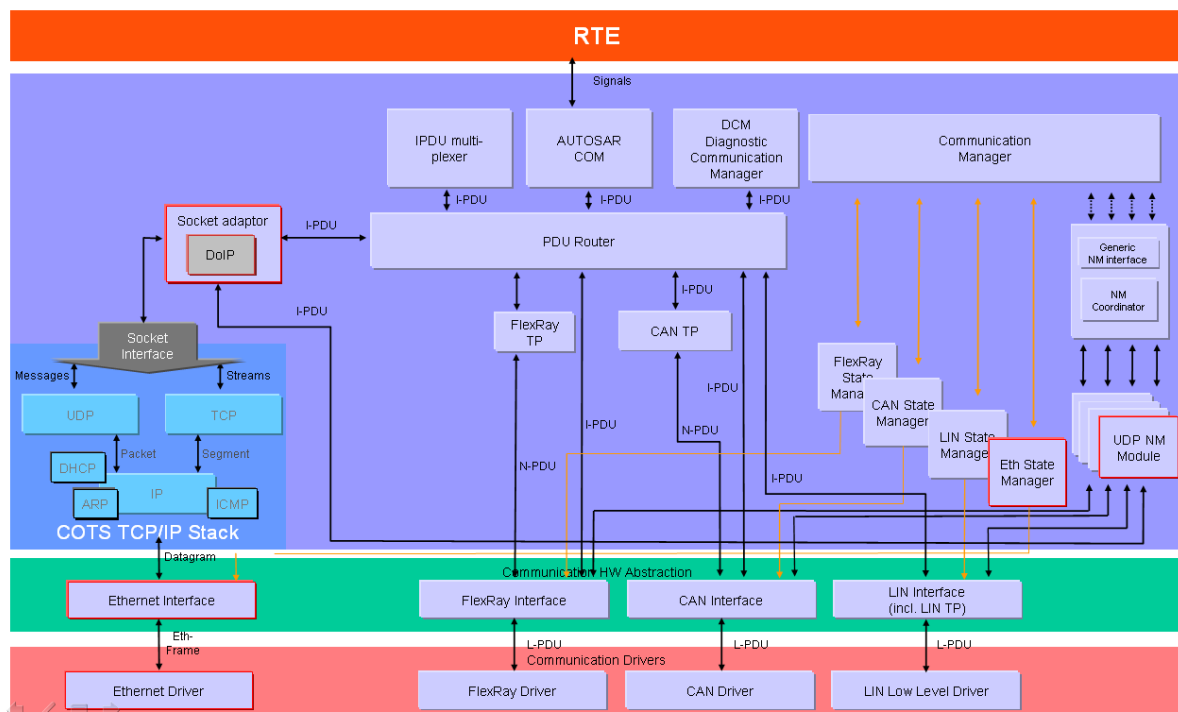 RTE
Signals
IPDU multi-
plexer
AUTOSAR
COM
DCM
Diagnostic
Communication
Manager
Communication
Manager
I-PDU
I-PDU
I-PDU
Socket adaptor
DoIP
I-PDU
PDU Router
Generic
NM interface
NM
Coordinator
I-PDU
I-PDU
FlexRay
TP
CAN TP
Socket
Interface
Messages
Streams
FlexRay
State
Manager
I-PDU
CAN State
Manager
UDP
TCP
I-PDU
N-PDU
LIN State
Manager
UDP NM
Module
Packet
Segment
DHCP
N-PDU
Eth State
Manager
I-PDU
IP
ARP
ICMP
COTS TCP/IP Stack
Datagram
Communication HW Abstraction
Ethernet Interface
FlexRay Interface
CAN Interface
LIN Interface
(incl. LIN TP)
Eth-
Frame
L-PDU
L-PDU
L-PDU
Communication Drivers
Ethernet Driver
FlexRay Driver
CAN Driver
LIN Low Level Driver